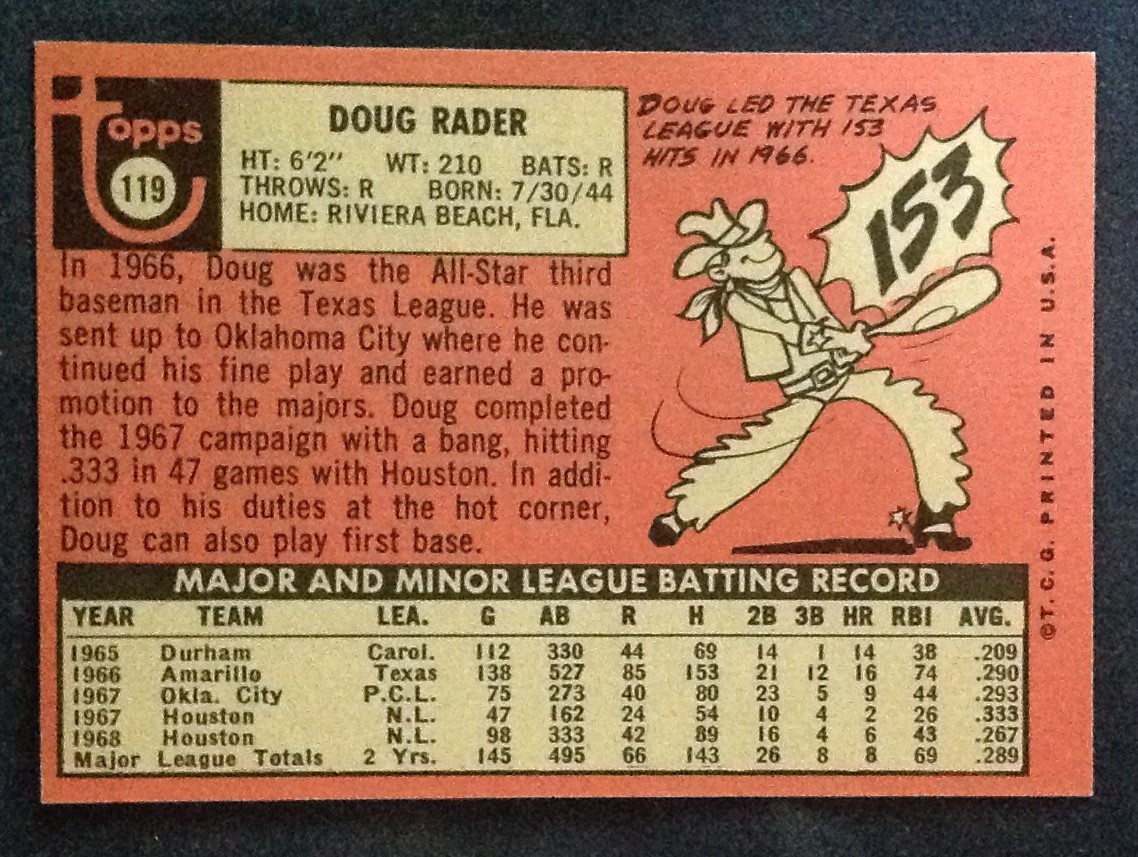 topps
119
DOUG RADER
HT: 6'2" WT: 210 BATS: R
THROWS: R BORN: 7/30/44
HOME: RIVIERA BEACH, FLA.
In 1966, Doug was the All-Star third
baseman in the Texas League. He was
sent up to Oklahoma City where he con-
tinued his fine play and earned a pro-
motion to the majors. Doug completed
the 1967 campaign with a bang, hitting
.333 in 47 games with Houston. In addi-
tion to his duties at the hot corner,
Doug can also play first base.
DOUG LED THE TEXAS
LEAGUE WITH 153
HITS IN 1966.
153
©T.C.G. PRINTED IN U.S.A.
MAJOR AND MINOR LEAGUE BATTING RECORD
YEAR TEAM LEA. G AB R H 2B 3B HR RBI AVG.
1965 Durham Carol. 112 330 44 69 14 1 14 38 .209
1966 Amarillo Texas 138 527 85 153 21 12 16 74 .290
1967 Okla. City P.C.L. 75 273 40 80 23 5 9 44 .293
1967 Houston N.L. 47 162 24 54 10 4 2 26 .333
1968 Houston N.L. 98 333 42 89 16 4 6 43 .267
Major League Totals 2 Yrs. 145 495 66 143 26 8 8 69 .289